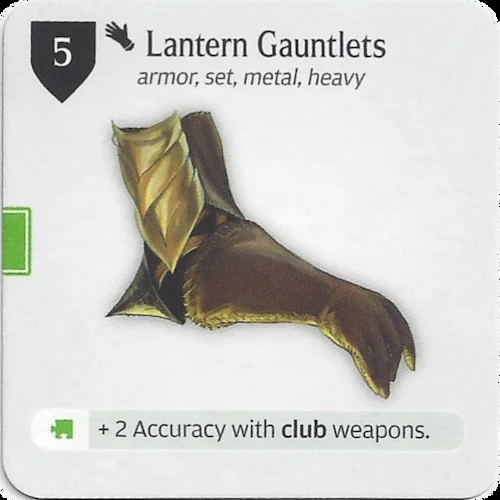 5
Lantern Gauntlets
armor, set, metal, heavy
+ 2 Accuracy with club weapons.